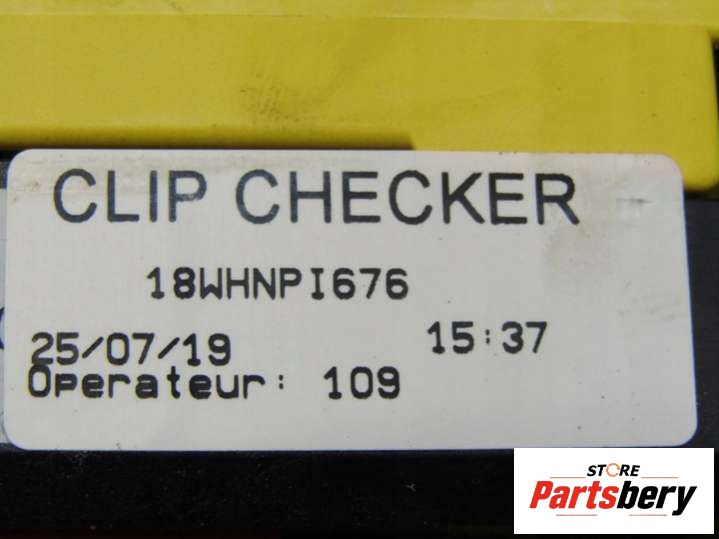 CLIP CHECKER
18WHNPI676
25/07/19 15:37
Operateur: 109
STORE
Partsbery